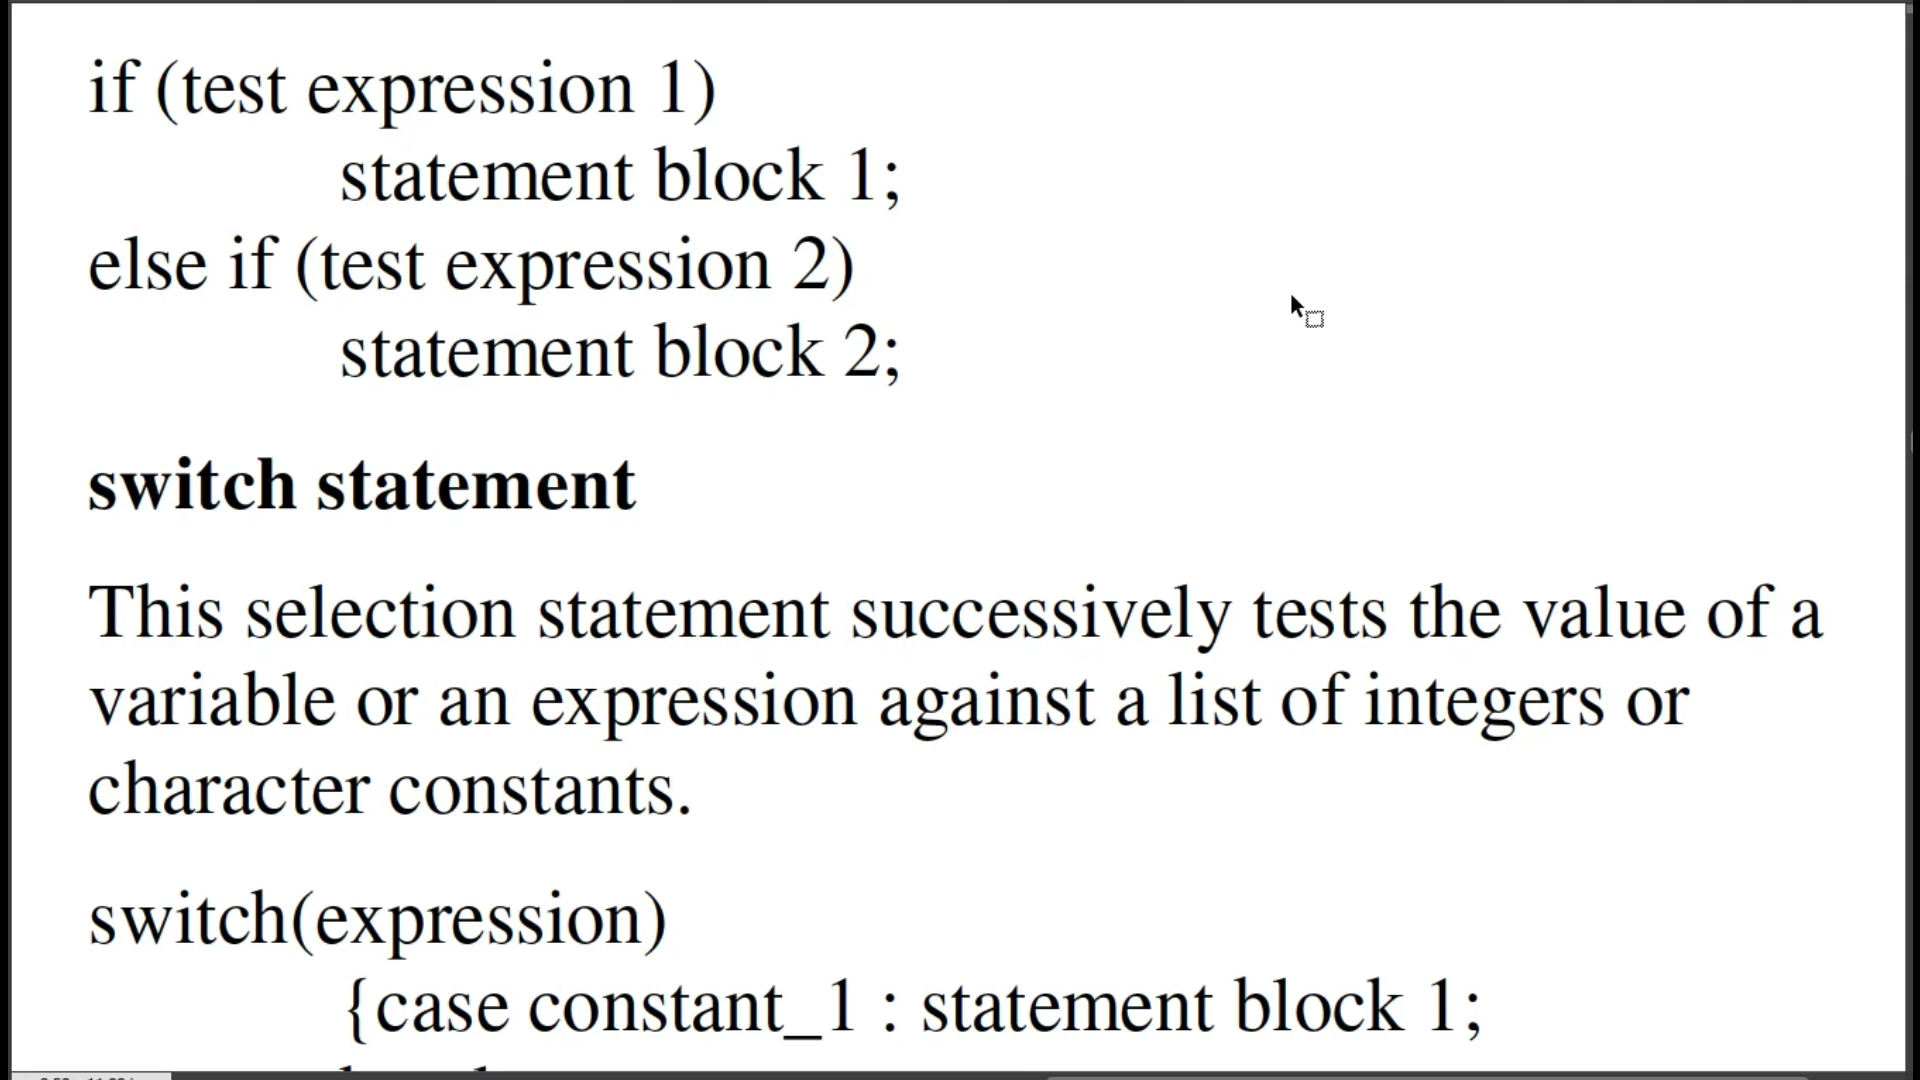 if (test expression 1)
statement block 1;
else if (test expression 2)
statement block 2;
switch statement
This selection statement successively tests the value of a
variable or an expression against a list of integers or
character constants.
switch(expression)
{case constant_1 : statement block 1;